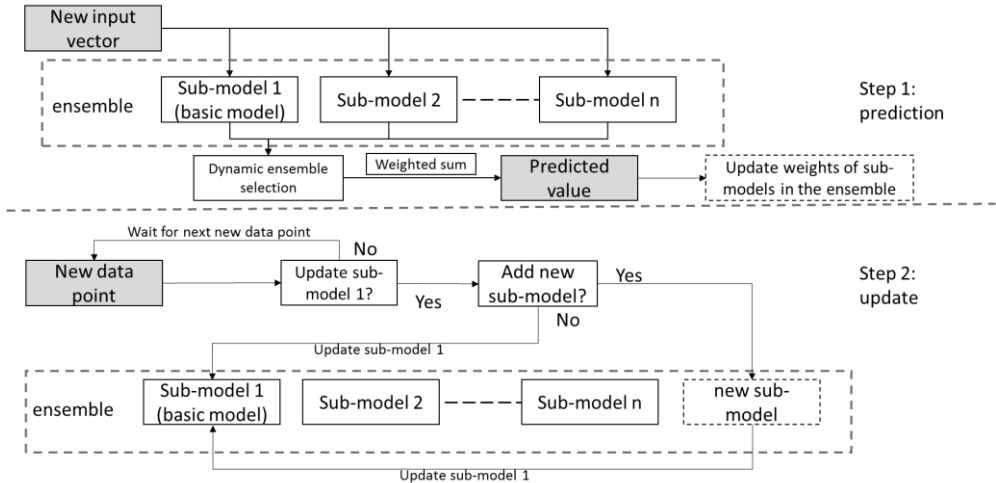 New input
vector
ensemble
Sub-model 1
(basic model)
Sub-model 2
Sub-model n
Step 1:
prediction
Dynamic ensemble
selection
Weighted sum
Predicted
value
Update weights of sub-
models in the ensemble
Wait for next new data point
No
New data
point
Update sub-
model 1?
Yes
Add new
sub-model?
Yes
No
Step 2:
update
Update sub-model 1
ensemble
Sub-model 1
(basic model)
Sub-model 2
Sub-model n
new sub-
model
Update sub-model 1